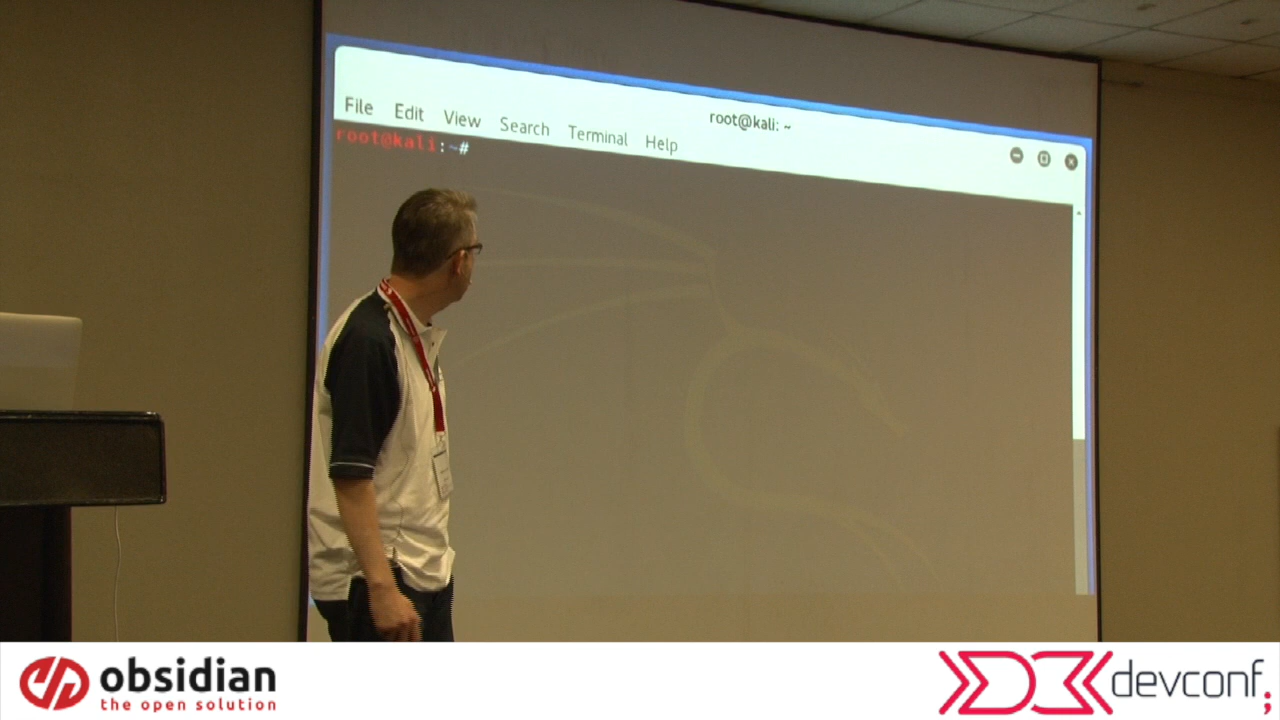 root@kali: ~
File Edit View Search Terminal Help
root@kali:~#
obsidian
the open solution
devconf;